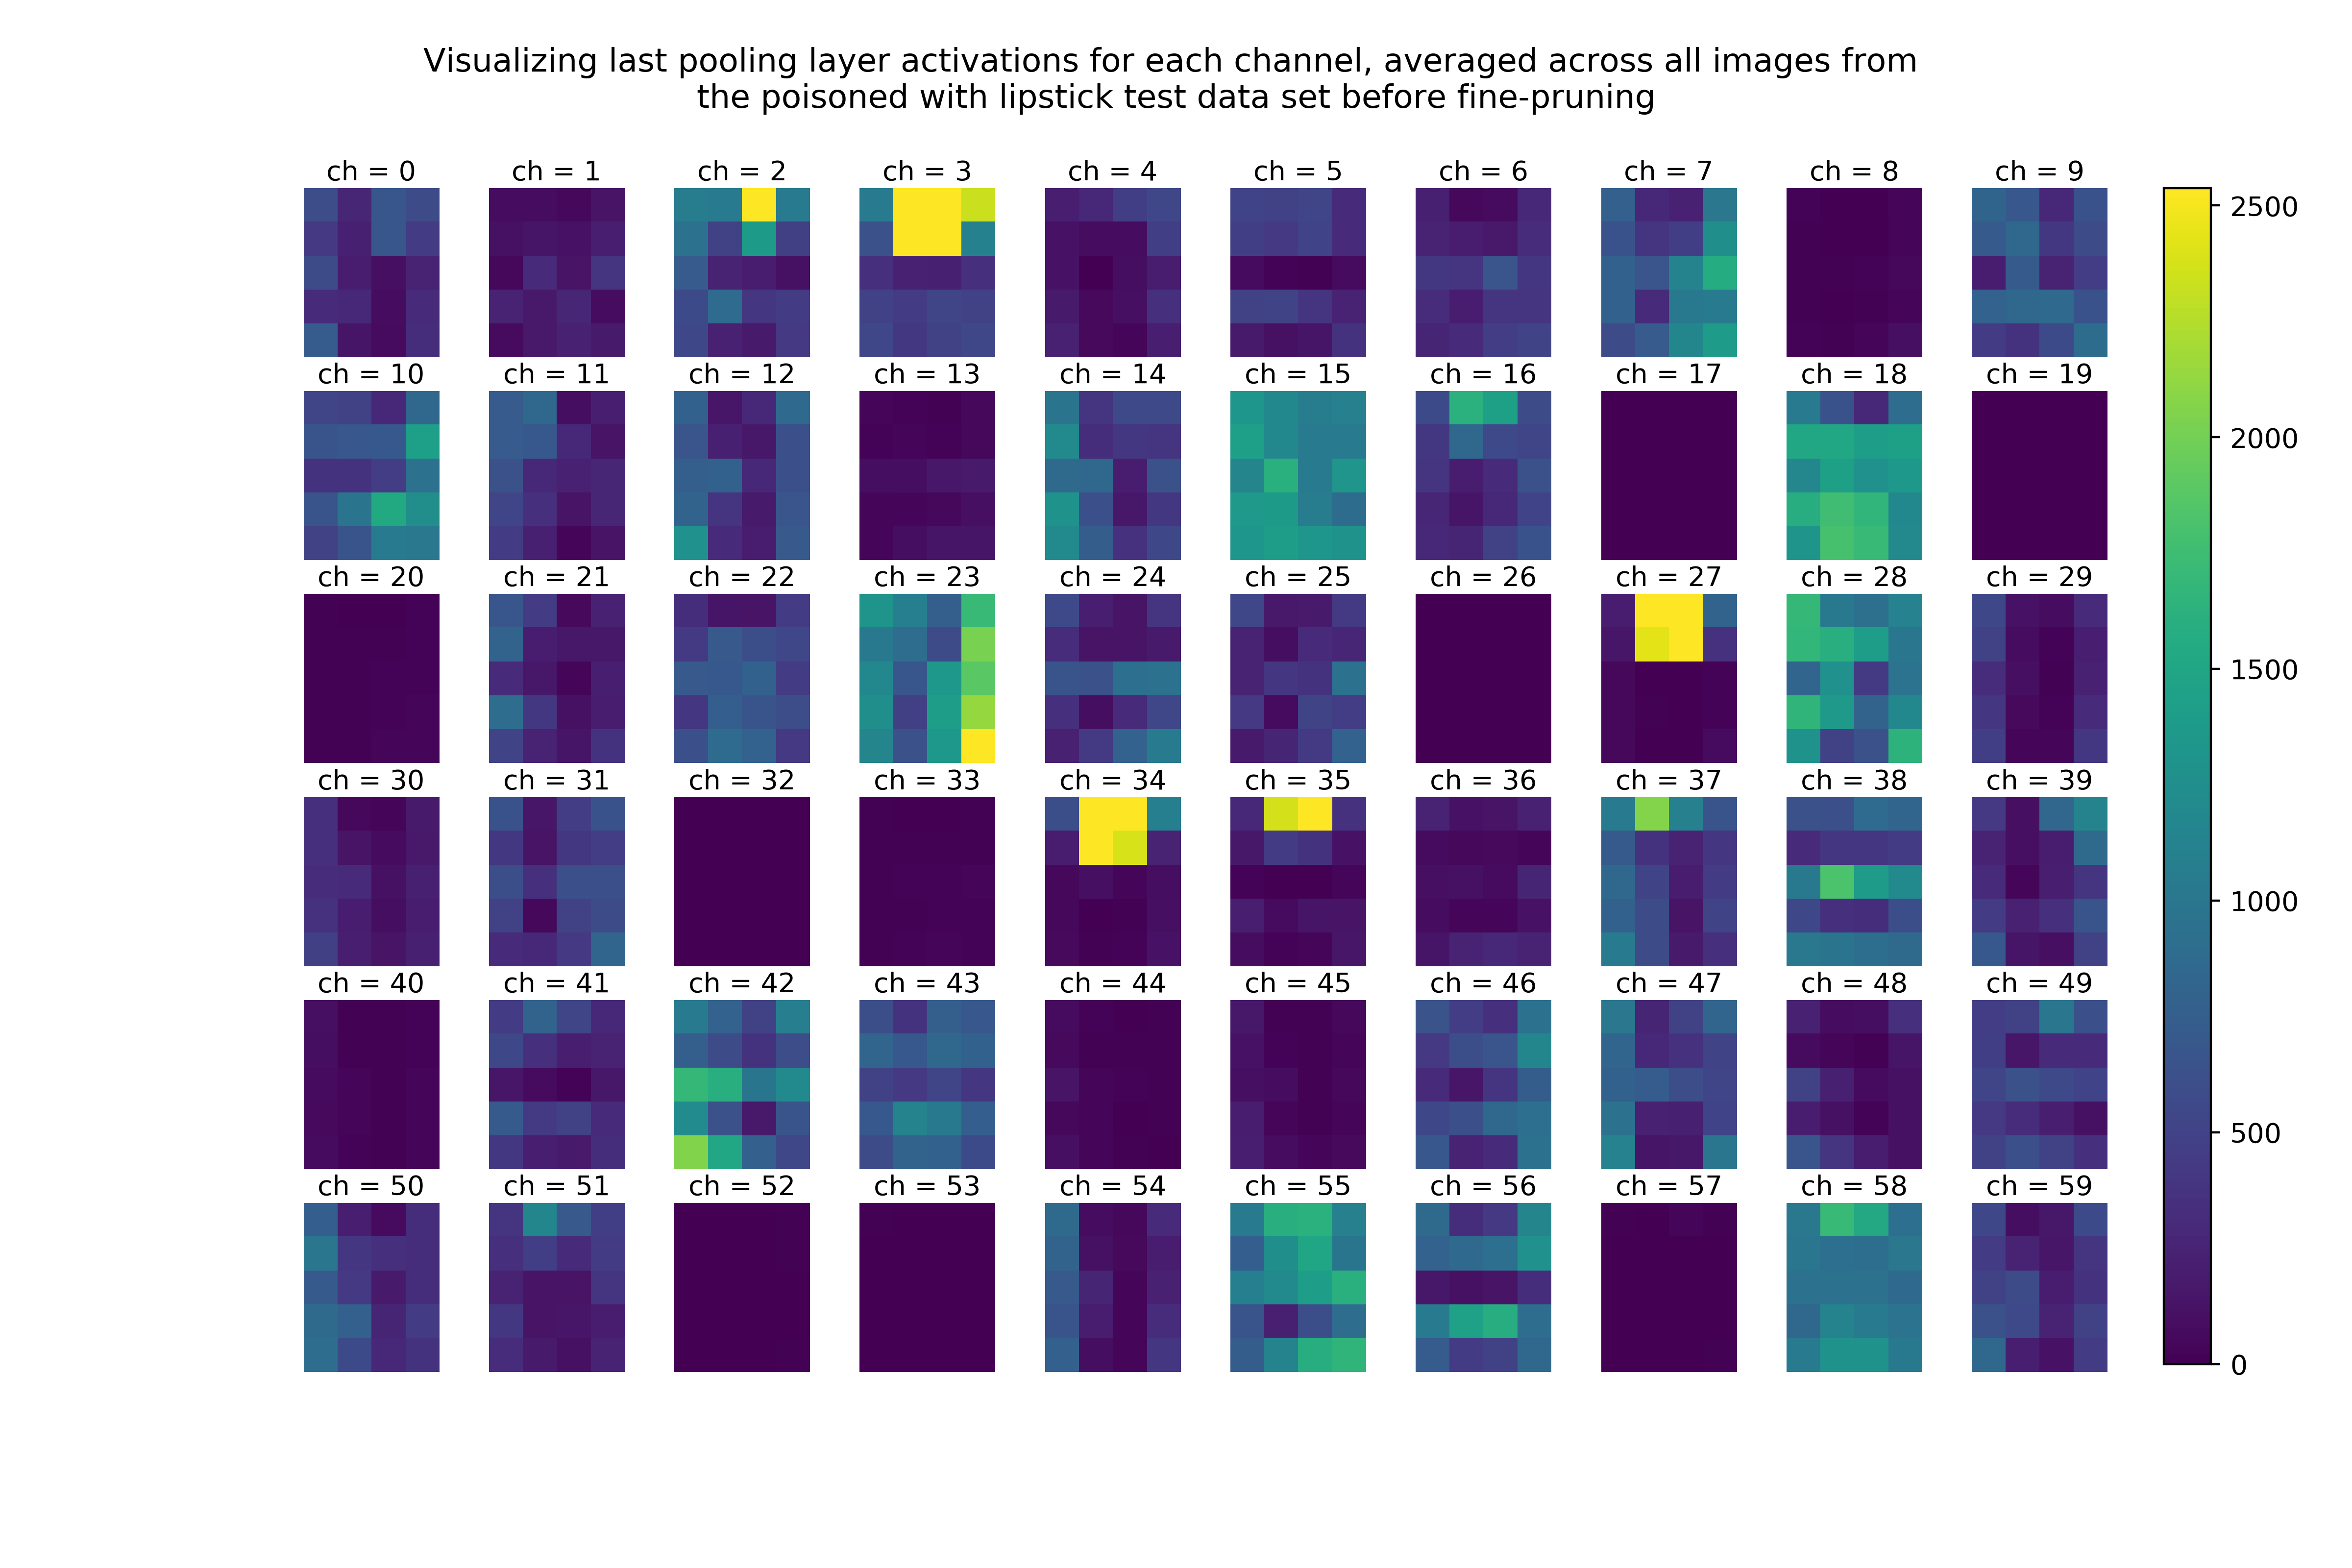 Visualizing last pooling layer activations for each channel, averaged across all images from
the poisoned with lipstick test data set before fine-pruning
ch = 0 ch = 1 ch = 2 ch = 3 ch = 4 ch = 5 ch = 6 ch = 7 ch = 8 ch = 9
2500
ch = 10 ch = 11 ch = 12 ch = 13 ch = 14 ch = 15 ch = 16 ch = 17 ch = 18 ch = 19
2000
ch = 20 ch = 21 ch = 22 ch = 23 ch = 24 ch = 25 ch = 26 ch = 27 ch = 28 ch = 29
1500
ch = 30 ch = 31 ch = 32 ch = 33 ch = 34 ch = 35 ch = 36 ch = 37 ch = 38 ch = 39
1000
ch = 40 ch = 41 ch = 42 ch = 43 ch = 44 ch = 45 ch = 46 ch = 47 ch = 48 ch = 49
500
ch = 50 ch = 51 ch = 52 ch = 53 ch = 54 ch = 55 ch = 56 ch = 57 ch = 58 ch = 59
0